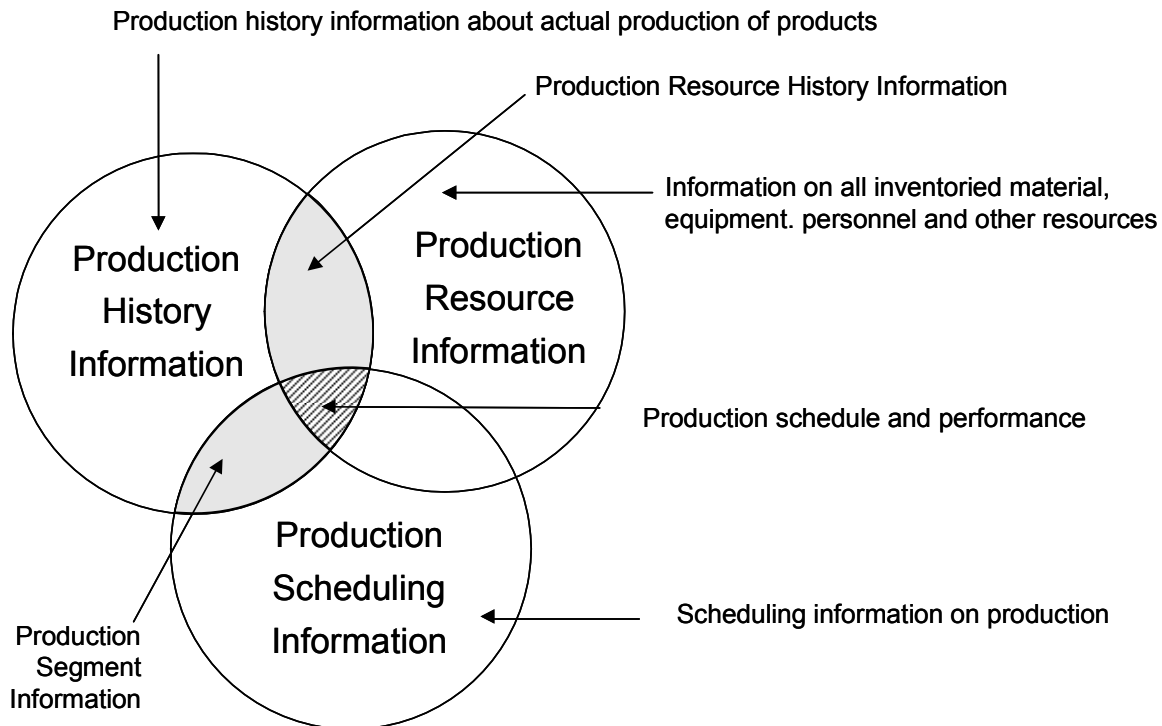 Production history information about actual production of products
Production Resource History Information
Information on all inventoried material,
equipment. personnel and other resources
Production
History
Information
Production
Resource
Information
Production schedule and performance
Production
Scheduling
Information
Scheduling information on production
Production
Segment
Information